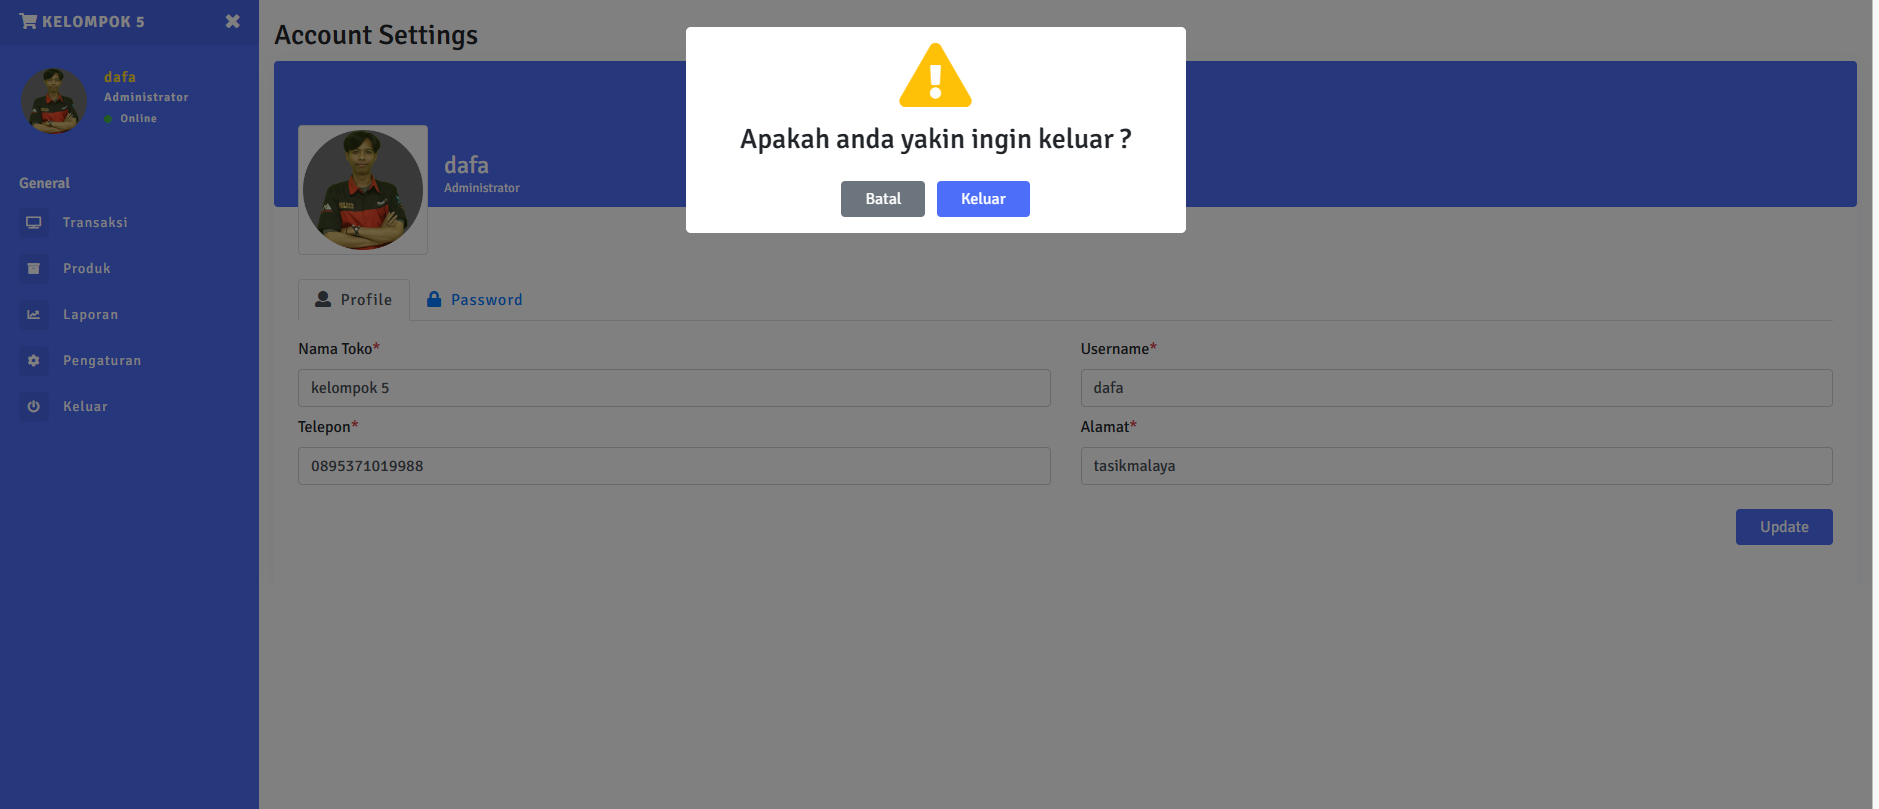 KELOMPOK 5
dafa
Administrator
Online
General
Transaksi
Produk
Laporan
Pengaturan
Keluar
Account Settings
dafa
Administrator
Apakah anda yakin ingin keluar ?
Batal Keluar
Profile Password
Nama Toko* Username*
kelompok 5 dafa
Telepon* Alamat*
0895371019988 tasikmalaya
Update